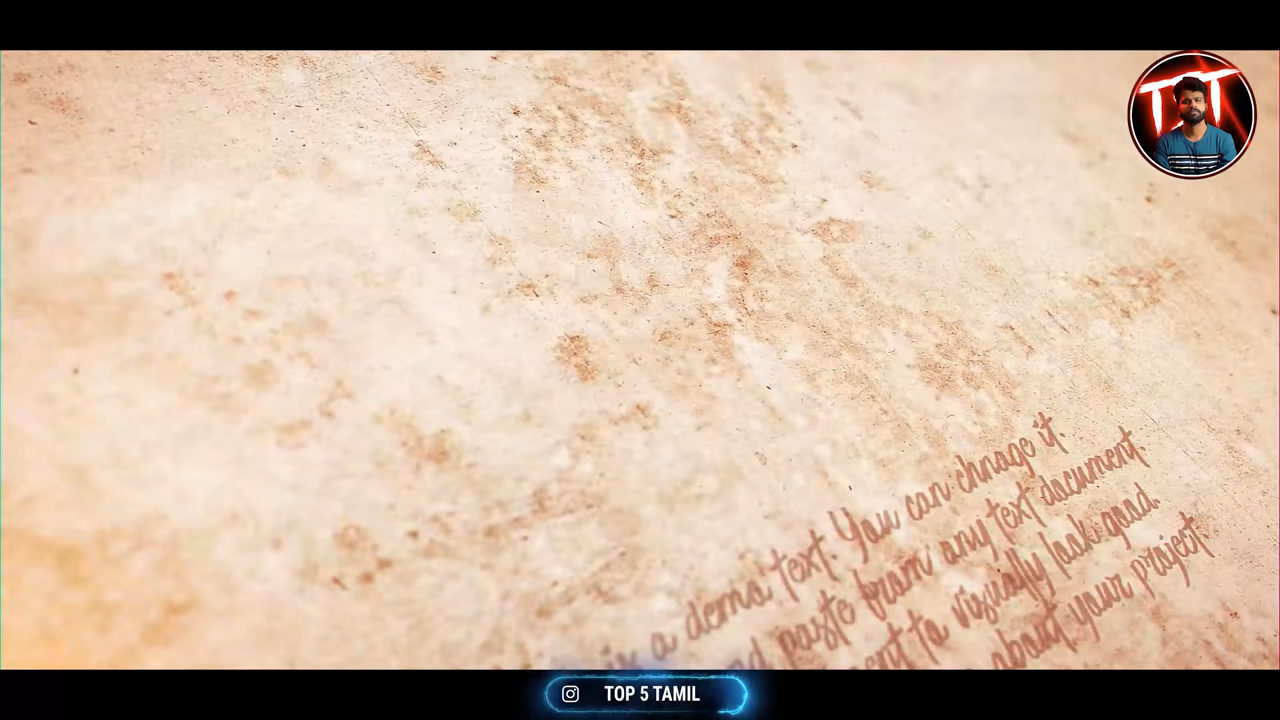 a demo text. You can chnage it.
paste from any text document
to visually look good.
about your project.
TOP 5 TAMIL